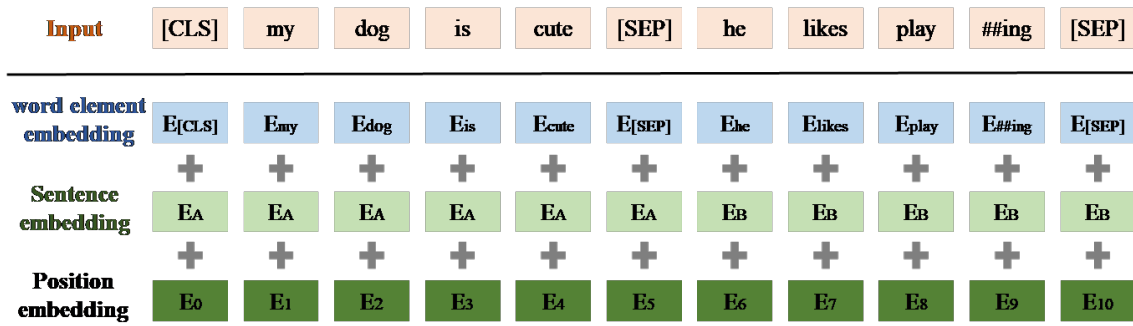 Input [CLS] my dog is cute [SEP] he likes play ##ing [SEP]
word element
embedding
E[CLS] Emy Edog Eis Ecute E[SEP] Ehe Elikes Eplay E##ing E[SEP]
+ + + + + + + + + + +
Sentence
embedding
EA EA EA EA EA EA EB EB EB EB EB
+ + + + + + + + + + +
Position
embedding
E0 E1 E2 E3 E4 E5 E6 E7 E8 E9 E10